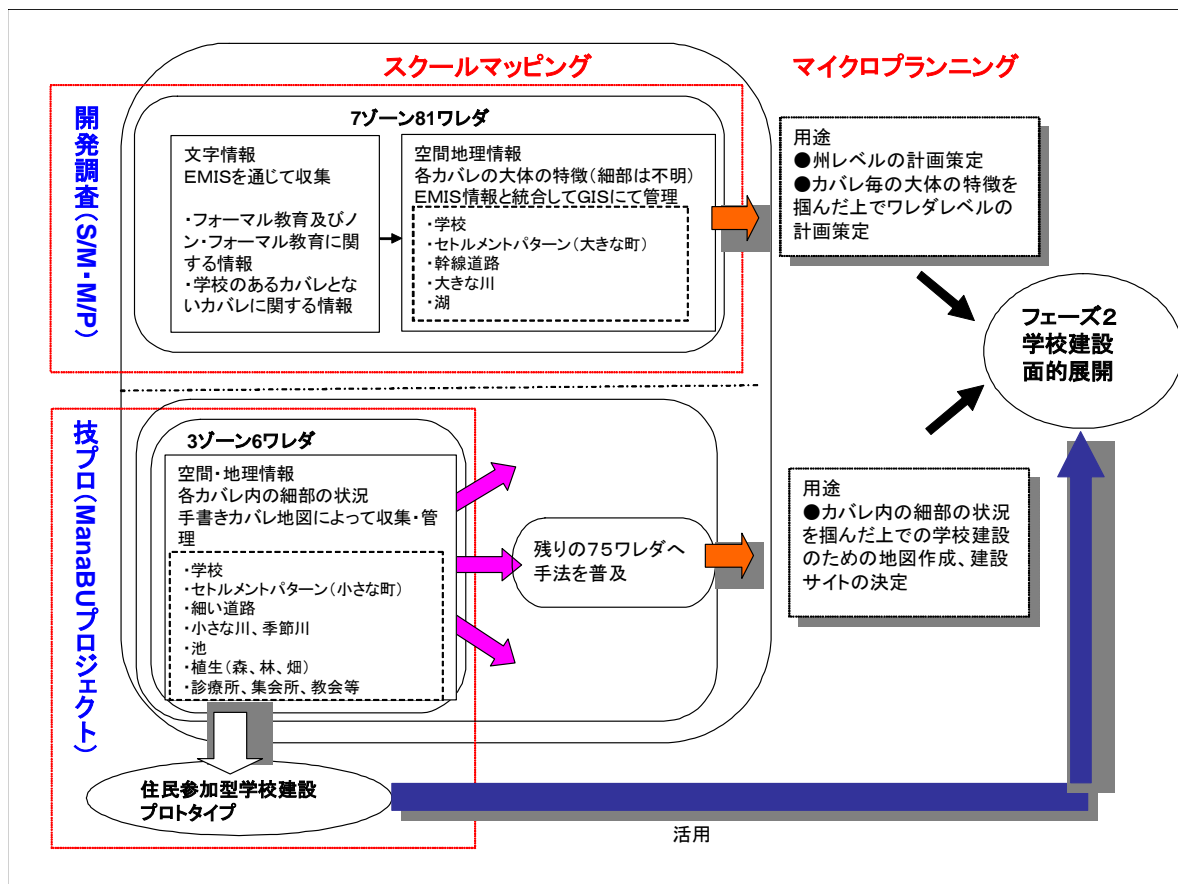 スクールマッピング
マイクロプランニング
開発調査(S/M・M/P)
7ゾーン81ワレダ
文字情報
EMISを通じて収集
・フォーマル教育及びノ
ン・フォーマル教育に関
する情報
・学校のあるカバレとな
いカバレに関する情報
空間地理情報
各カバレの大体の特徴(細部は不明)
EMIS情報と統合してGISにて管理
・学校
・セトルメントパターン(大きな町)
・幹線道路
・大きな川
・湖
用途
●州レベルの計画策定
●カバレ毎の大体の特徴を
掴んだ上でワレダレベルの
計画策定
フェーズ2
学校建設
面的展開
技プロ(ManaBUプロジェクト)
3ゾーン6ワレダ
空間・地理情報
各カバレ内の細部の状況
手書きカバレ地図によって収集・管
理
・学校
・セトルメントパターン(小さな町)
・細い道路
・小さな川、季節川
・池
・植生(森、林、畑)
・診療所、集会所、教会等
残りの75ワレダへ
手法を普及
用途
●カバレ内の細部の状況
を掴んだ上での学校建設
のための地図作成、建設
サイトの決定
住民参加型学校建設
プロトタイプ
活用